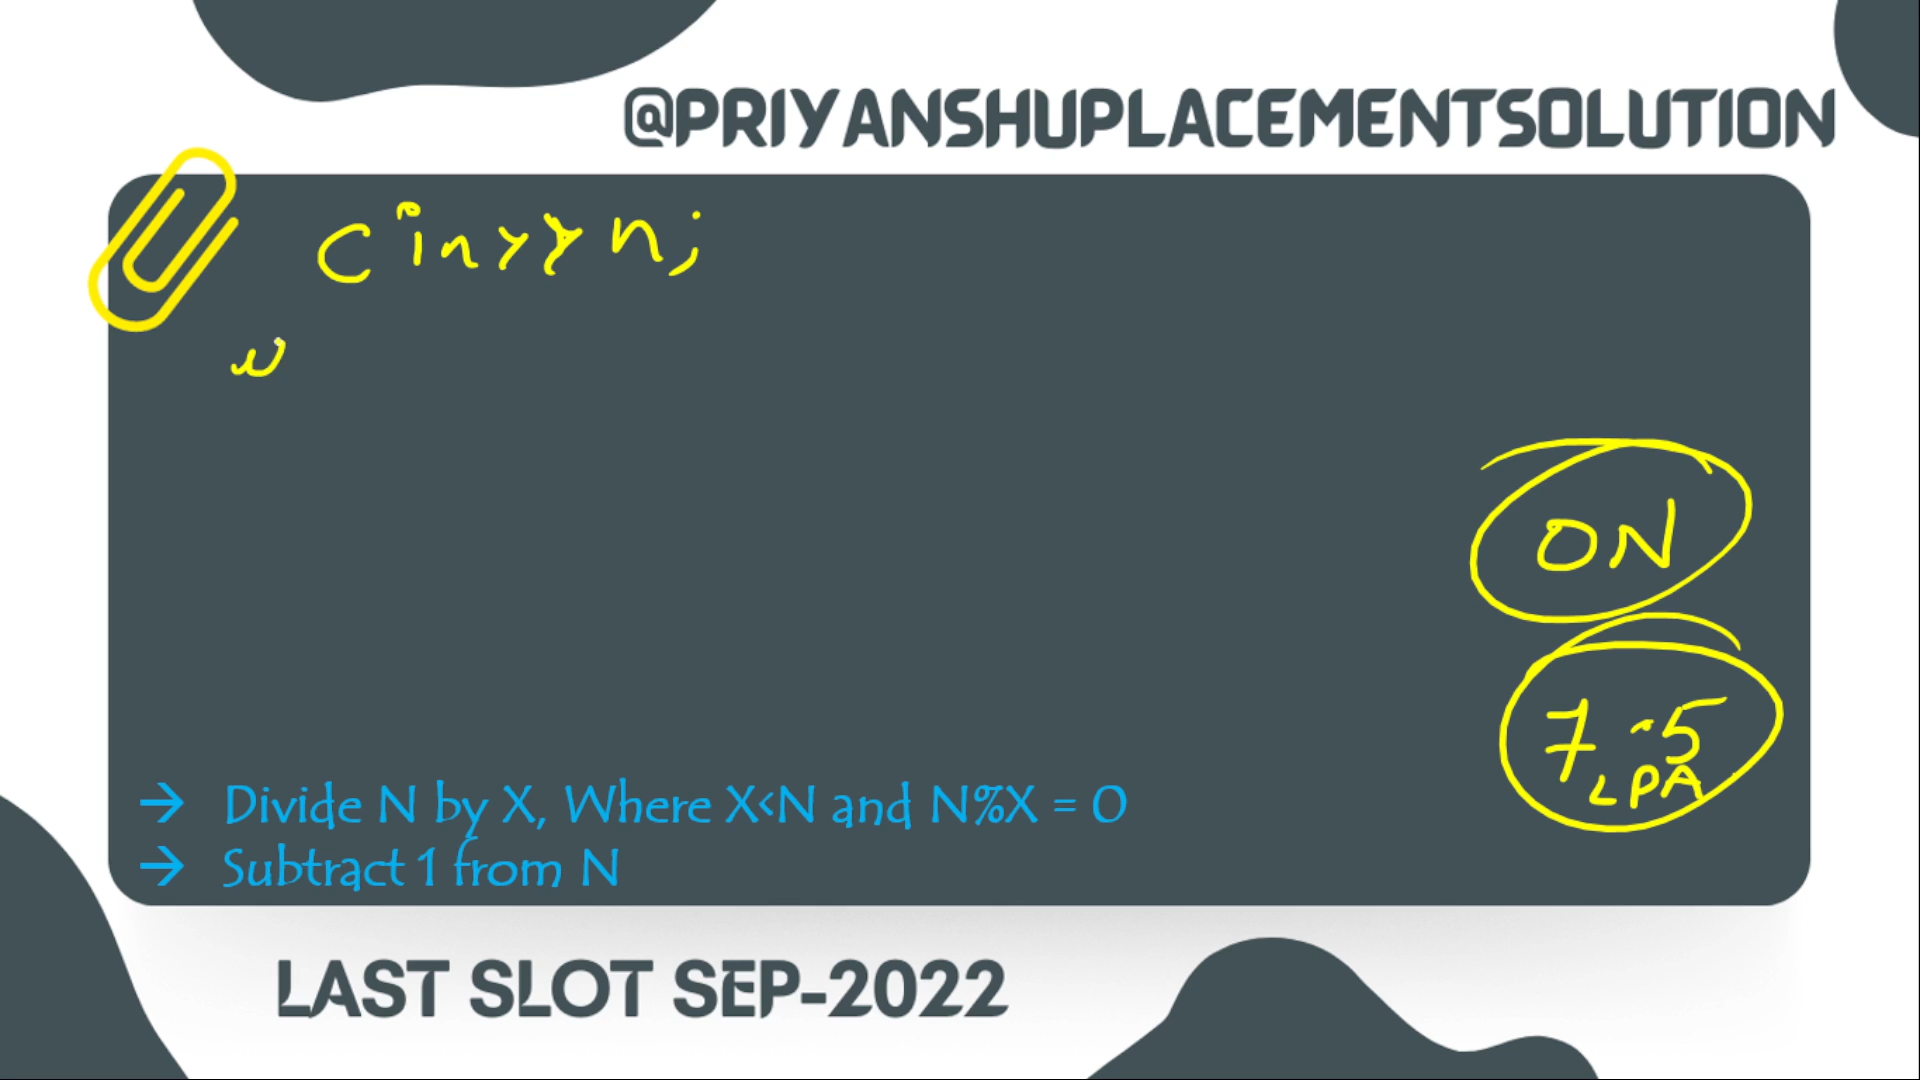 @PRIYANSHUPLACEMENTSOLUTION
cin>>n;
ON
7.5
LPA
→ Divide N by X, Where X<N and N%X = 0
→ Subtract 1 from N
LAST SLOT SEP-2022